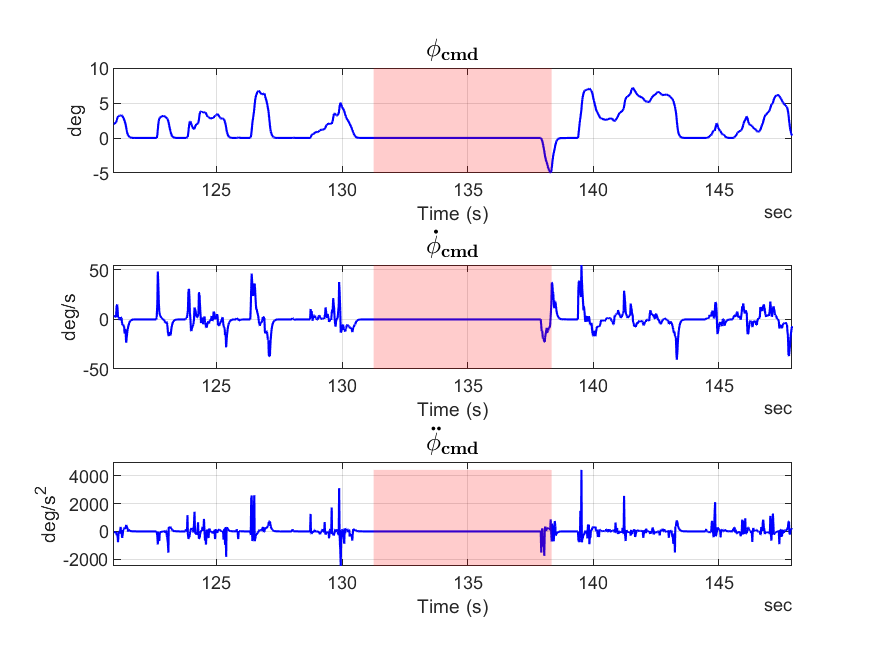 ϕcmd
10
5
0
-5
deg
125 130 135 140 145
Time (s)
sec
ϕ̇cmd
50
0
-50
deg/s
125 130 135 140 145
Time (s)
sec
ϕ̈cmd
4000
2000
0
-2000
deg/s²
125 130 135 140 145
Time (s)
sec